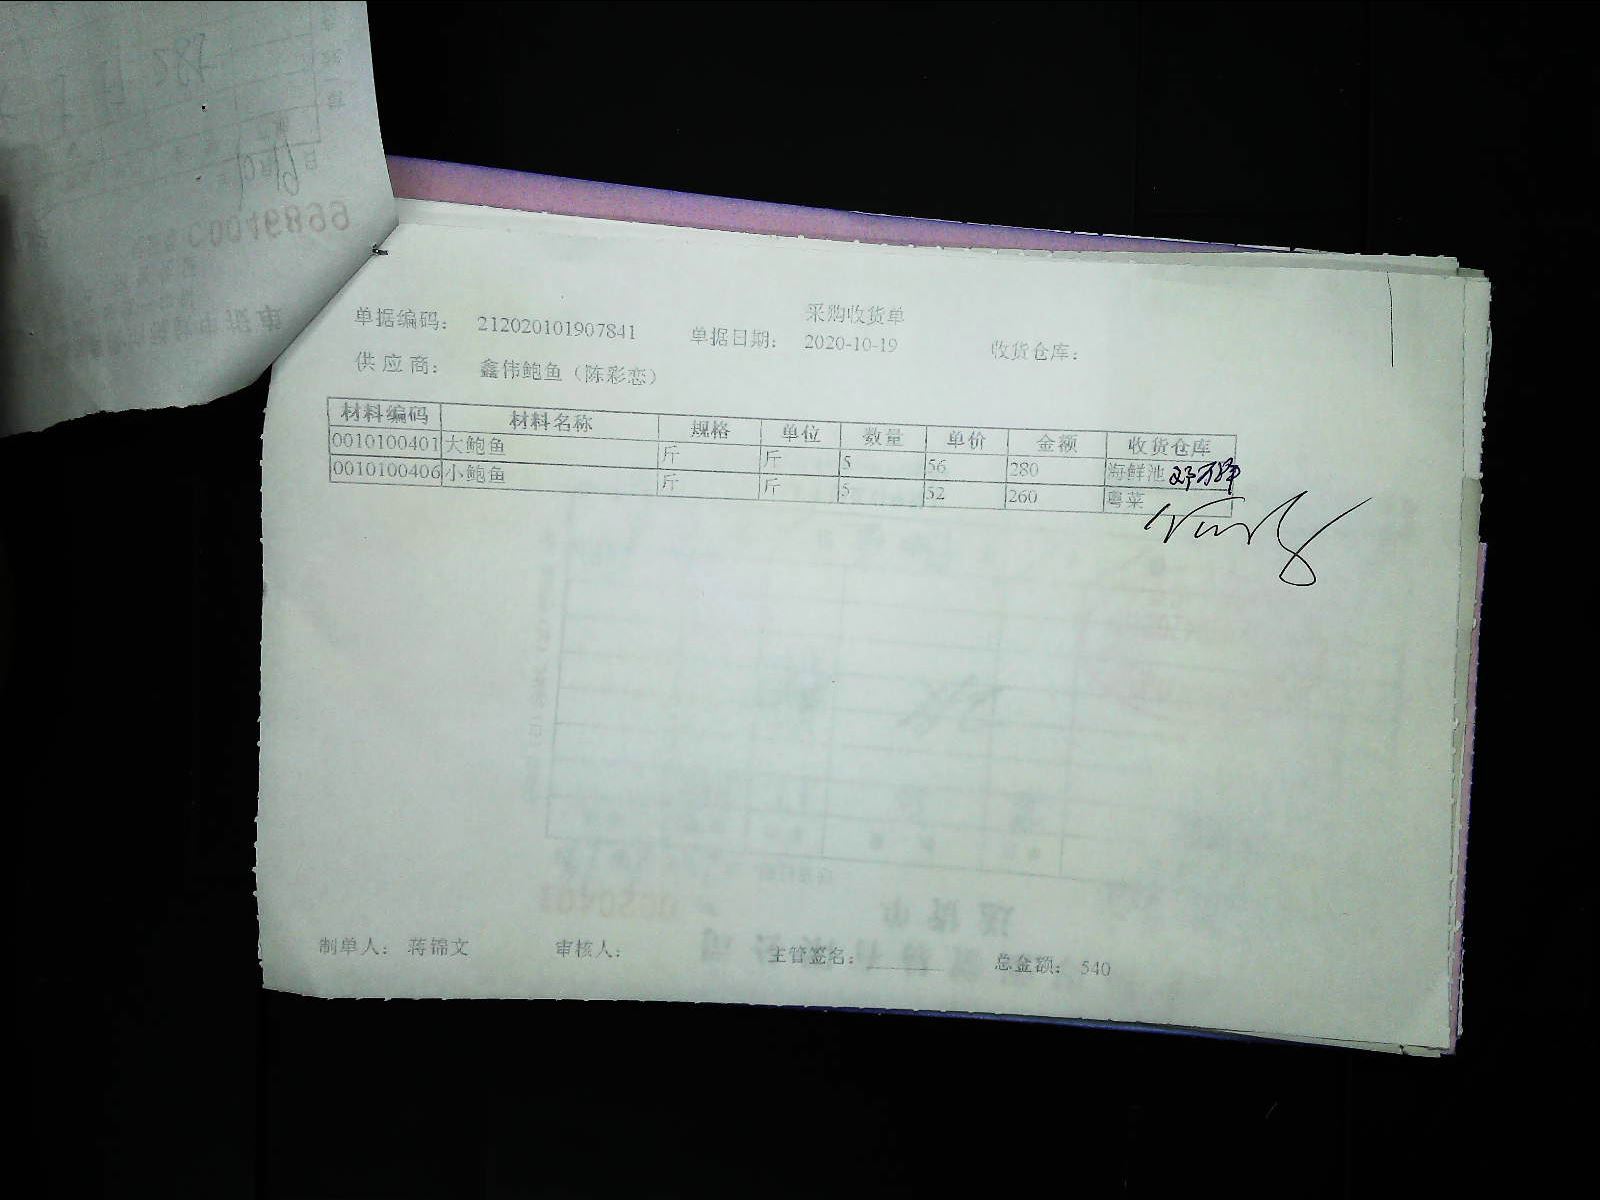 采购收货单
单据编码： 212020101907841 单据日期： 2020-10-19 收货仓库：
供应商： 鑫伟鲍鱼（陈彩恋）
材料编码 材料名称 规格 单位 数量 单价 金额 收货仓库
0010100401 大鲍鱼 斤 斤 5 56 280 海鲜池
0010100406 小鲍鱼 斤 斤 5 52 260 粤菜
制单人： 蒋锦文 审核人： 主管签名： 总金额： 540